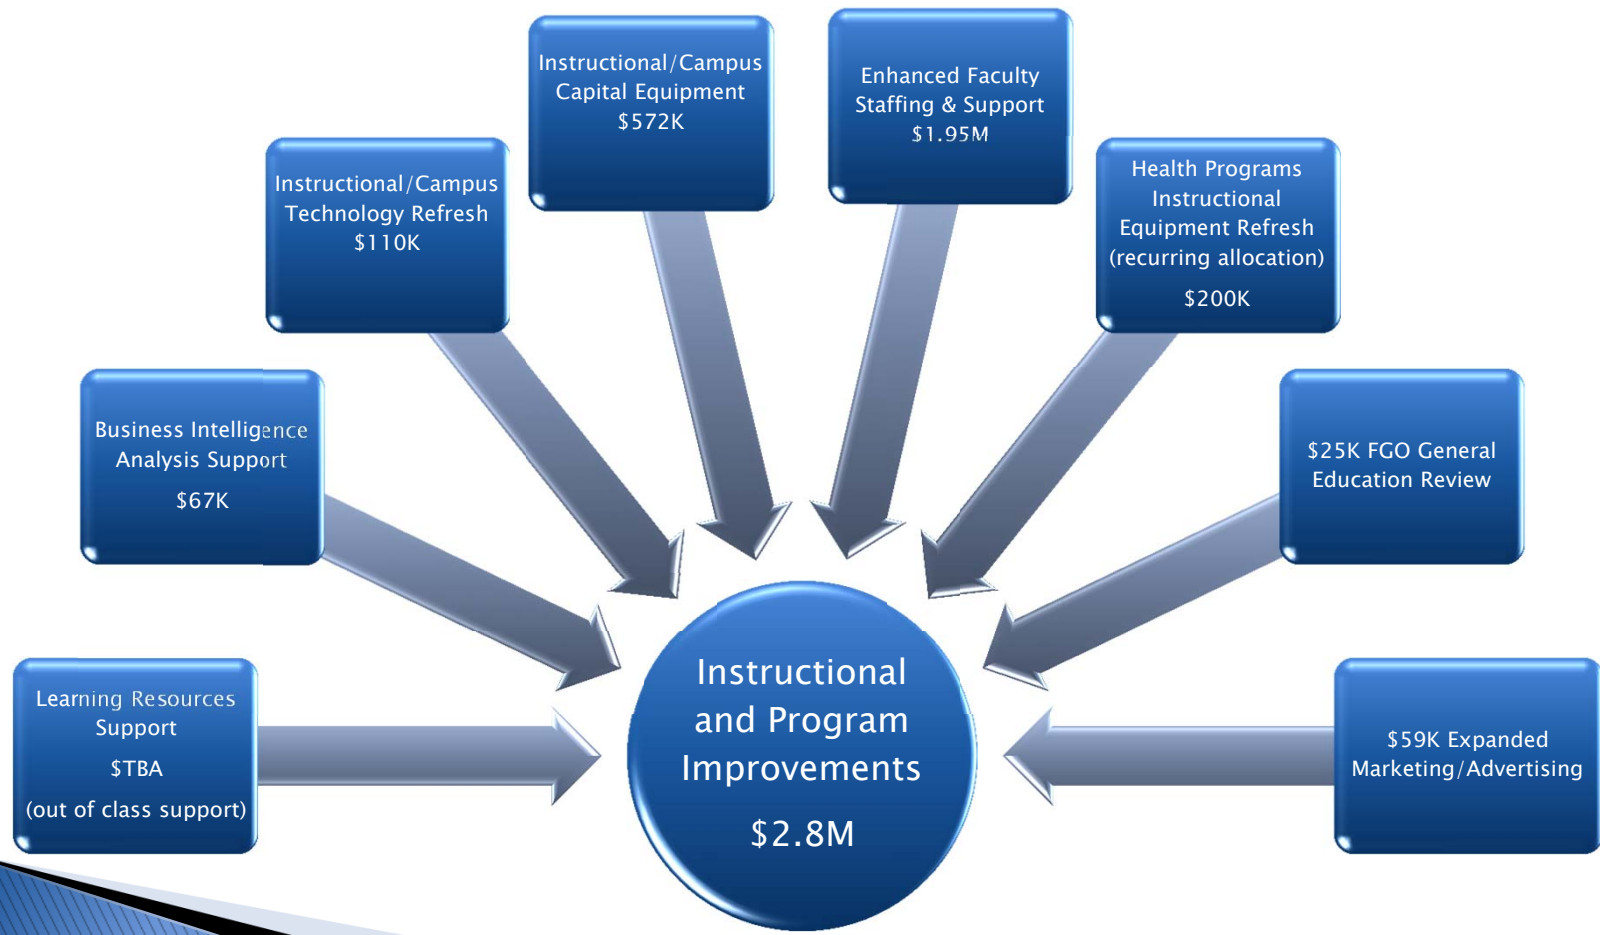 Instructional/Campus
Capital Equipment
$572K
Enhanced Faculty
Staffing & Support
$1.95M
Instructional/Campus
Technology Refresh
$110K
Health Programs
Instructional
Equipment Refresh
(recurring allocation)
$200K
Business Intelligence
Analysis Support
$67K
$25K FGO General
Education Review
Learning Resources
Support
$TBA
(out of class support)
Instructional
and Program
Improvements
$2.8M
$59K Expanded
Marketing/Advertising